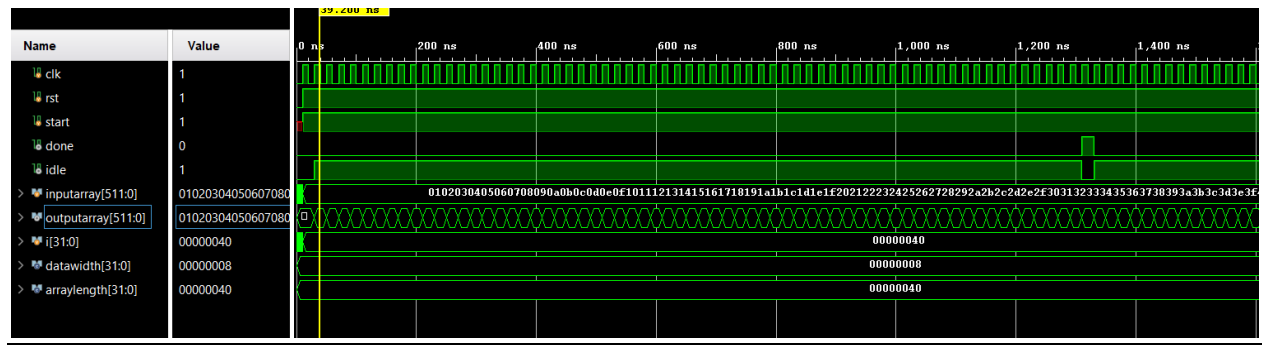 39.200 ns
Name Value 0 ns 200 ns 400 ns 600 ns 800 ns 1,000 ns 1,200 ns 1,400 ns
clk 1
rst 1
start 1
done 0
idle 1
inputarray[511:0] 01020304050607080 0102030405060708090a0b0c0d0e0f101112131415161718191a1b1c1d1e1f202122232425262728292a2b2c2d2e2f303132333435363738393a3b3c3d3e3f4
outputarray[511:0] 01020304050607080 0
i[31:0] 00000040 00000040
datawidth[31:0] 00000008 00000008
arraylength[31:0] 00000040 00000040